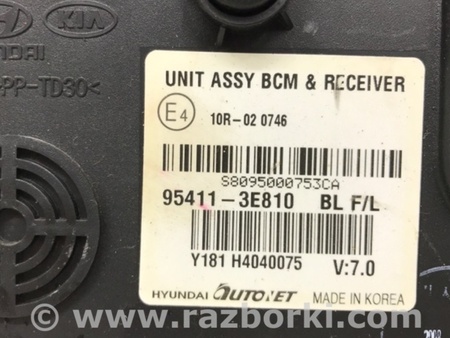 KIA
HYUNDAI
>PP-TD30<
UNIT ASSY BCM & RECEIVER
E4 10R-02 0746
S8095000753CA
95411-3E810 BL F/L
Y181 H4040075 V:7.0
HYUNDAI AUTONET MADE IN KOREA
© www.razborki.com